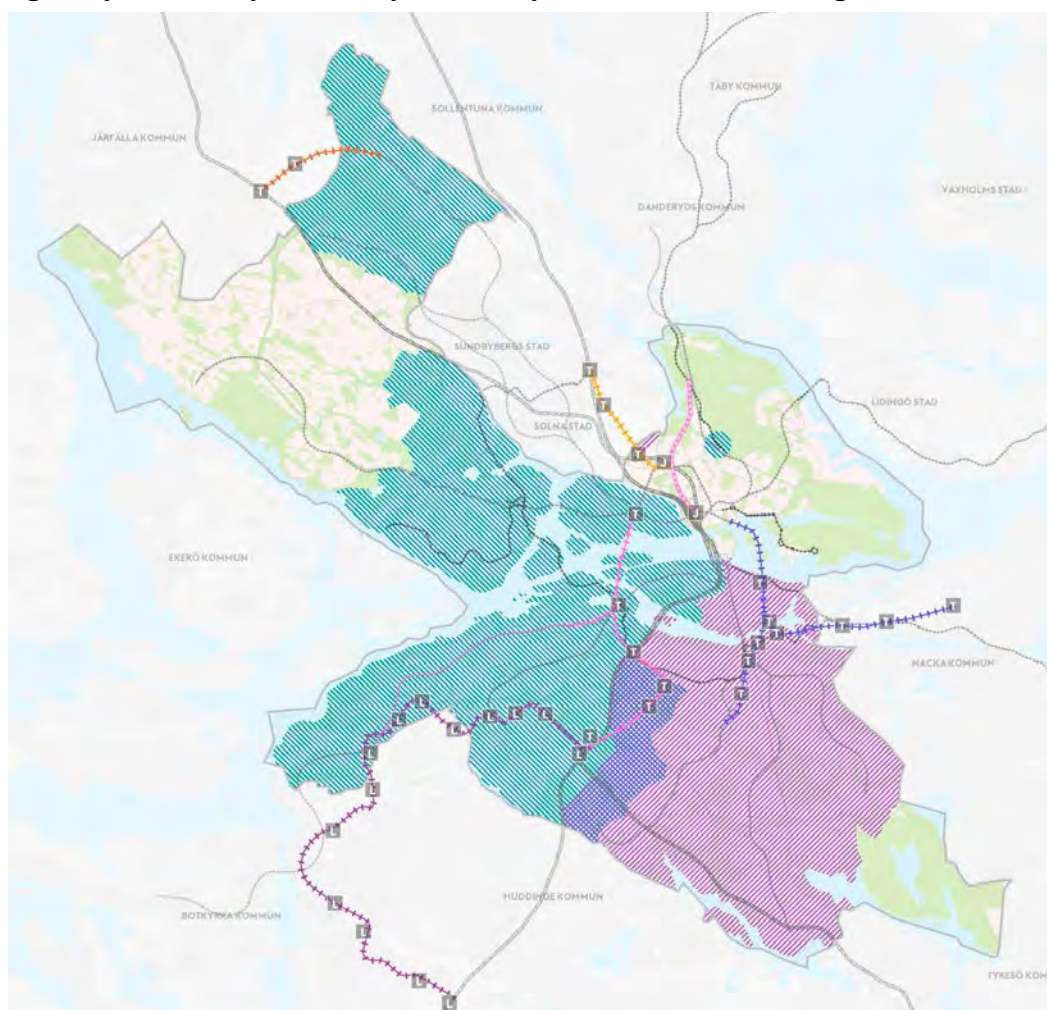 SOLLENTUNA KOMMUN
TÄBY KOMMUN
JÄRFÄLLA KOMMUN
T
T
VAXHOLMS STAD
DANDERYDS KOMMUN
SUNDBYBERGS STAD
T
T
LIDINGÖ STAD
SOLNA STAD
T
J
T
J
EKERÖ KOMMUN
T
T
T
T
T
T
T
T
T
NACKA KOMMUN
T
T
T
T
T
L
L
L
L
L
L
T
L
L
L
L
HUDDINGE KOMMUN
L
BOTKYRKA KOMMUN
L
L
L